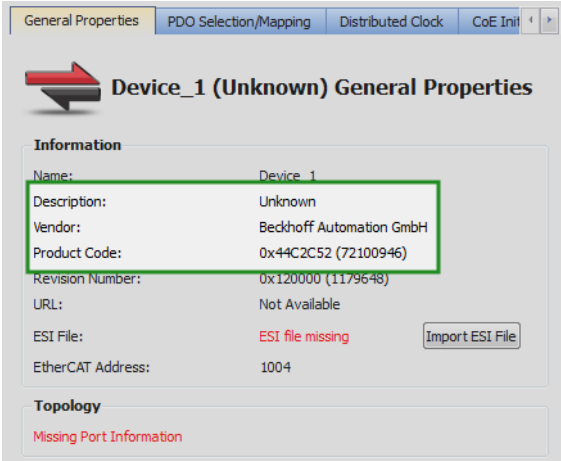 General Properties PDO Selection/Mapping Distributed Clock CoE Init
Device_1 (Unknown) General Properties
Information
Name: Device_1
Description: Unknown
Vendor: Beckhoff Automation GmbH
Product Code: 0x44C2C52 (72100946)
Revision Number: 0x120000 (1179648)
URL: Not Available
ESI File: ESI file missing Import ESI File
EtherCAT Address: 1004
Topology
Missing Port Information